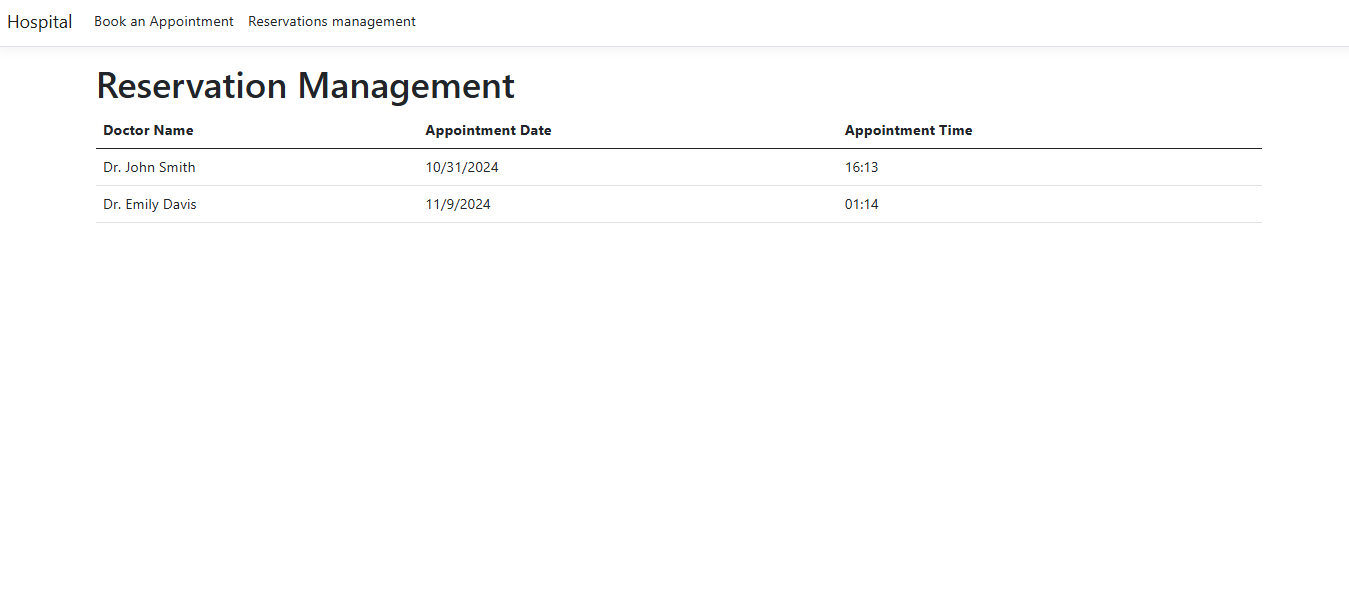 Hospital Book an Appointment Reservations management
Reservation Management
Doctor Name Appointment Date Appointment Time
Dr. John Smith 10/31/2024 16:13
Dr. Emily Davis 11/9/2024 01:14